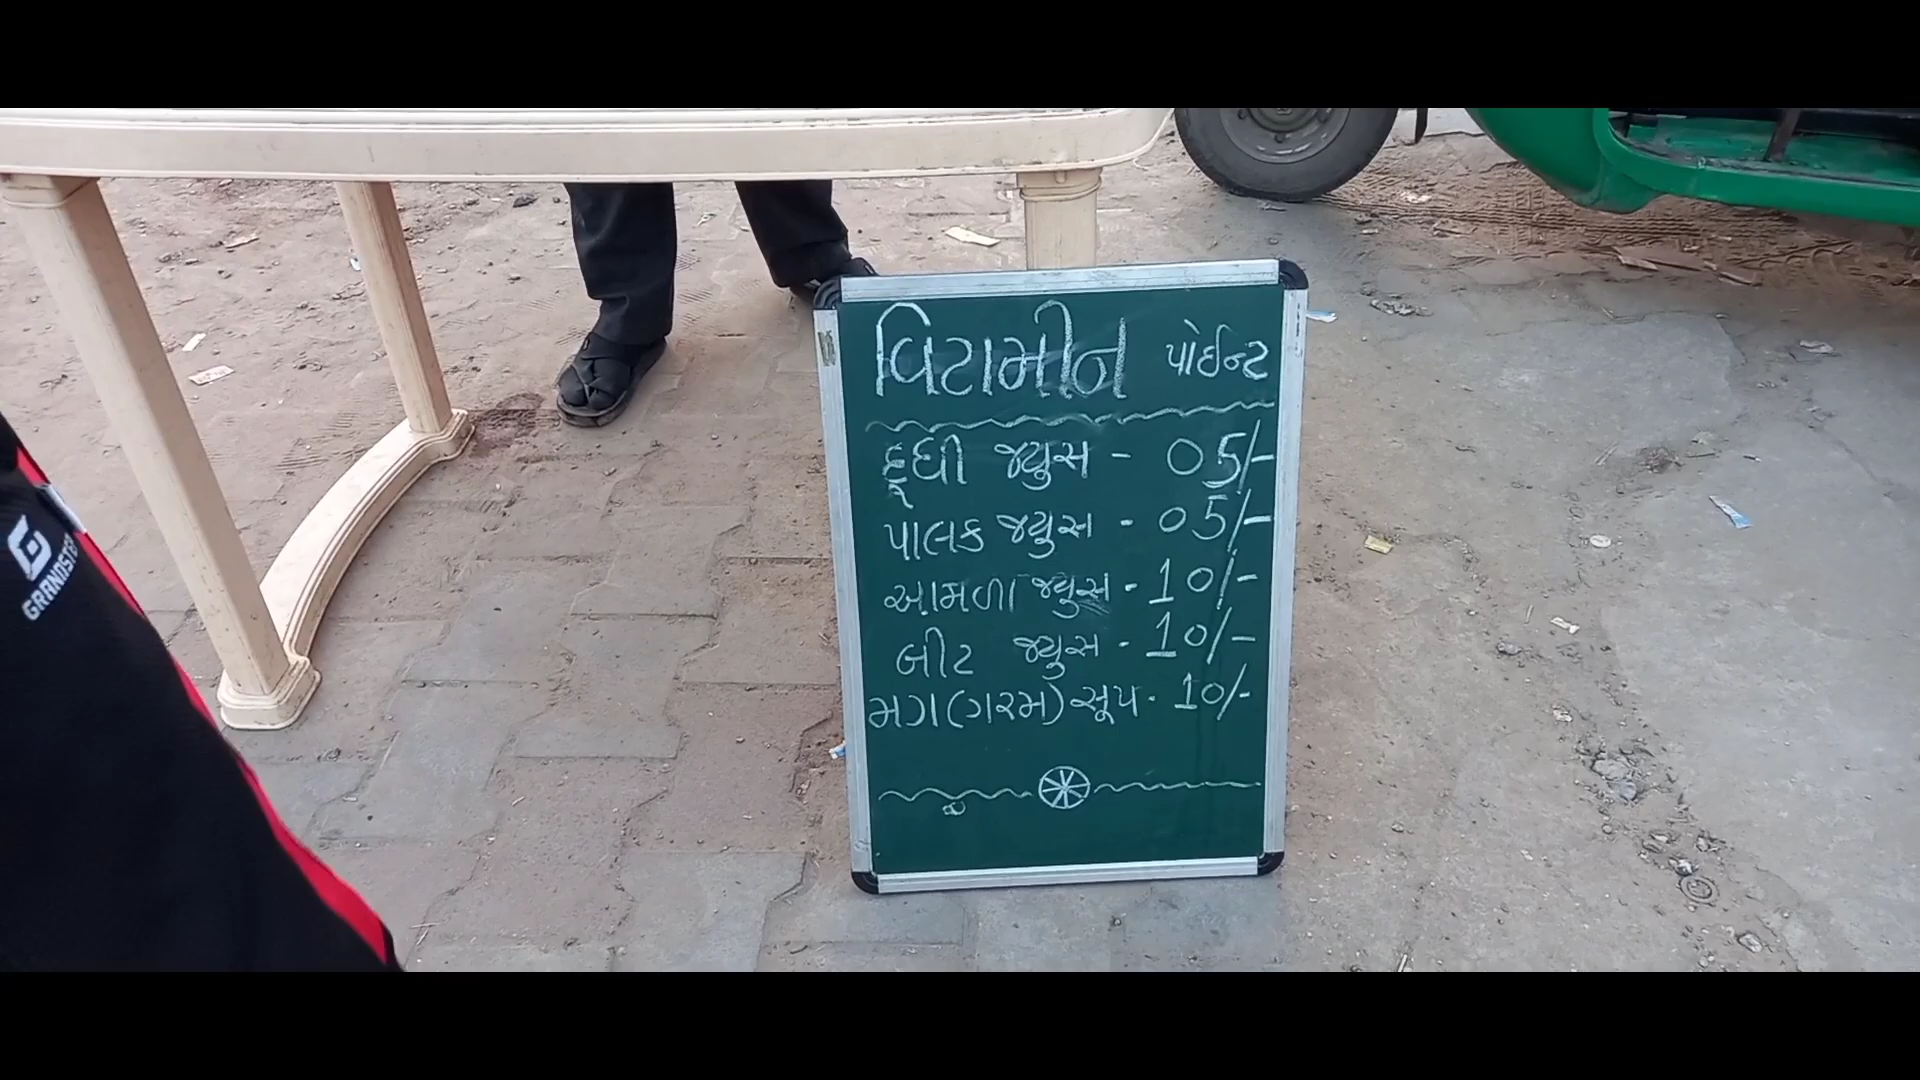 વિટામીન પોઈન્ટ
દૂધી જ્યુસ - 05/-
પાલક જ્યુસ - 05/-
આમળા જ્યુસ - 10/-
બીટ જ્યુસ - 10/-
મગ (ગરમ) સૂપ - 10/-